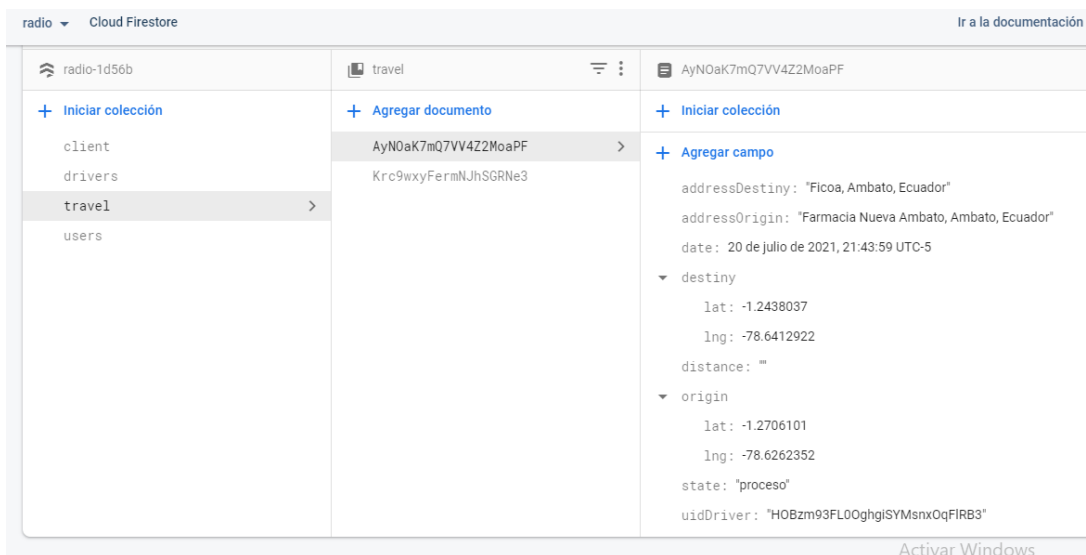 radio Cloud Firestore Ir a la documentación
radio-1d56b
Iniciar colección
client
drivers
travel
users
travel
Agregar documento
AyNOaK7mQ7VV4Z2MoaPF
Krc9wxyFermNJhSGRNe3
AyNOaK7mQ7VV4Z2MoaPF
Iniciar colección
Agregar campo
addressDestiny: "Ficoa, Ambato, Ecuador"
addressOrigin: "Farmacia Nueva Ambato, Ambato, Ecuador"
date: 20 de julio de 2021, 21:43:59 UTC-5
destiny
lat: -1.2438037
lng: -78.6412922
distance: ""
origin
lat: -1.2706101
lng: -78.6262352
state: "proceso"
uidDriver: "HOBzm93FL0OghgiSYMsnxOqFlRB3"
Activar Windows